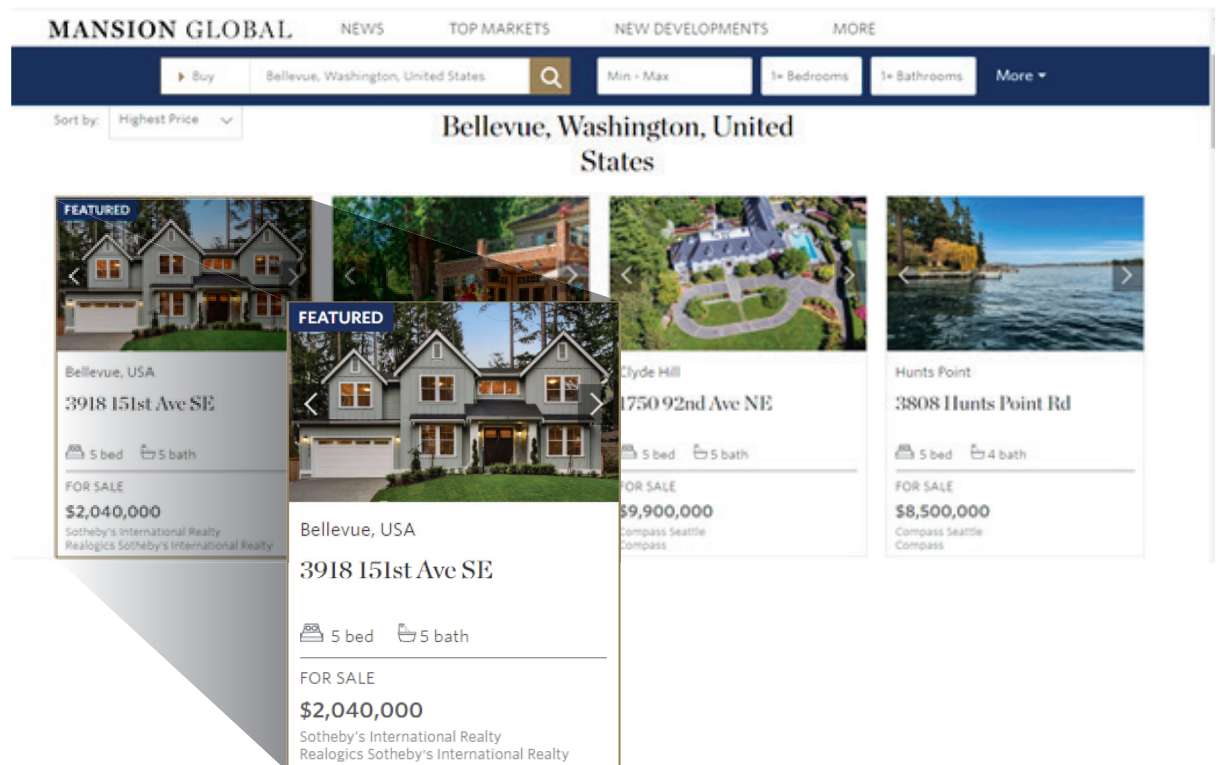 MANSION GLOBAL NEWS TOP MARKETS NEW DEVELOPMENTS MORE
Buy Bellevue, Washington, United States Min - Max 1+ Bedrooms 1+ Bathrooms More
Sort by: Highest Price
Bellevue, Washington, United
States
FEATURED
Bellevue, USA
3918 151st Ave SE
5 bed 5 bath
FOR SALE
$2,040,000
Sotheby's International Realty
Realogics Sotheby's International Realty
FEATURED
Bellevue, USA
3918 151st Ave SE
5 bed 5 bath
FOR SALE
$2,040,000
Sotheby's International Realty
Realogics Sotheby's International Realty
Clyde Hill
1750 92nd Ave NE
5 bed 5 bath
FOR SALE
$9,900,000
Compass Seattle
Compass
Hunts Point
3808 Hunts Point Rd
5 bed 4 bath
FOR SALE
$8,500,000
Compass Seattle
Compass